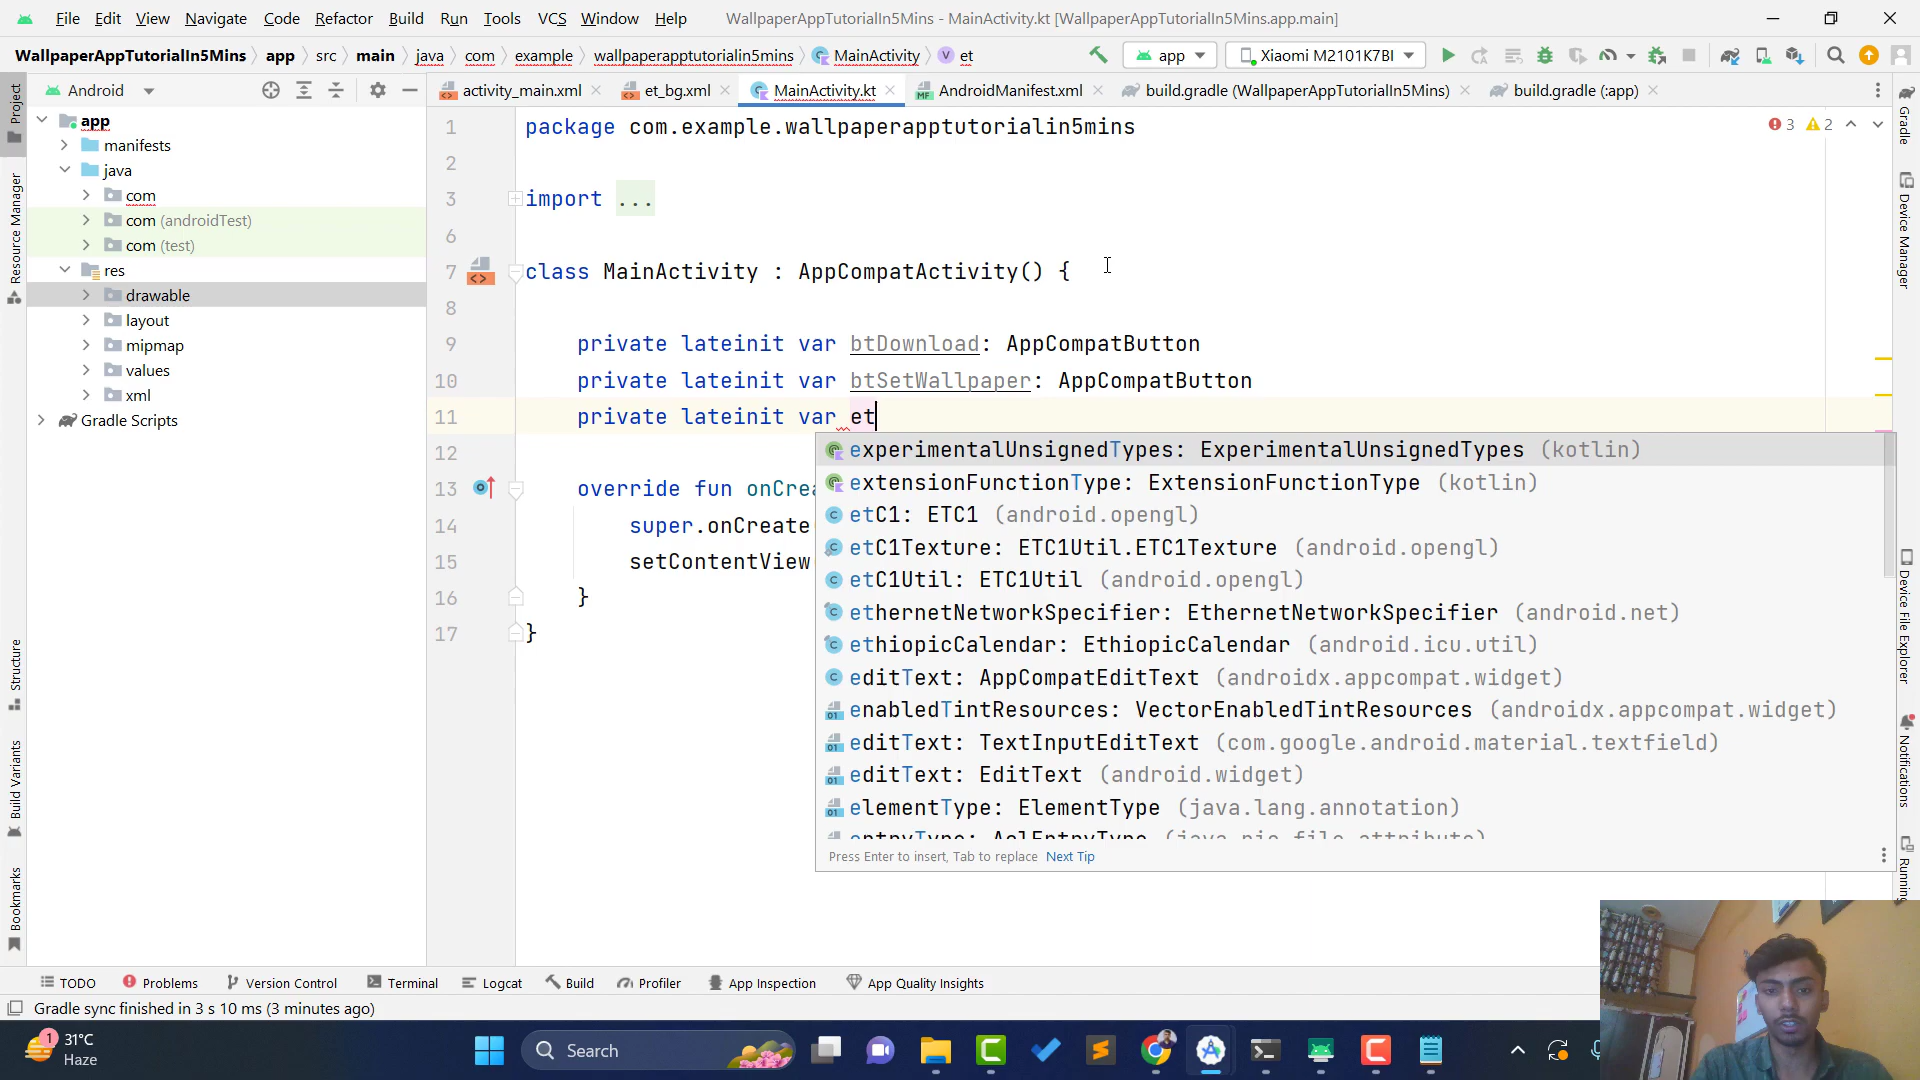 File Edit View Navigate Code Refactor Build Run Tools VCS Window Help WallpaperAppTutorialIn5Mins - MainActivity.kt [WallpaperAppTutorialIn5Mins.app.main]
WallpaperAppTutorialIn5Mins app src main java com example wallpaperapptutorialin5mins MainActivity et app Xiaomi M2101K7BI
Android activity_main.xml et_bg.xml MainActivity.kt AndroidManifest.xml build.gradle (WallpaperAppTutorialIn5Mins) build.gradle (:app)
Project
Resource Manager
Structure
Build Variants
Bookmarks
app
manifests
java
com
com (androidTest)
com (test)
res
drawable
layout
mipmap
values
xml
Gradle Scripts
3 2
1 package com.example.wallpaperapptutorialin5mins
2
3 import ...
6
7 class MainActivity : AppCompatActivity() {
8
9 private lateinit var btDownload: AppCompatButton
10 private lateinit var btSetWallpaper: AppCompatButton
11 private lateinit var et
12
13 override fun onCrea
14 super.onCreate(
15 setContentView
16 }
17 }
experimentalUnsignedTypes: ExperimentalUnsignedTypes (kotlin)
extensionFunctionType: ExtensionFunctionType (kotlin)
etC1: ETC1 (android.opengl)
etC1Texture: ETC1Util.ETC1Texture (android.opengl)
etC1Util: ETC1Util (android.opengl)
ethernetNetworkSpecifier: EthernetNetworkSpecifier (android.net)
ethiopicCalendar: EthiopicCalendar (android.icu.util)
editText: AppCompatEditText (androidx.appcompat.widget)
enabledTintResources: VectorEnabledTintResources (androidx.appcompat.widget)
editText: TextInputEditText (com.google.android.material.textfield)
editText: EditText (android.widget)
elementType: ElementType (java.lang.annotation)
entryType: AclEntryType (java.nio.file.attribute)
Press Enter to insert, Tab to replace Next Tip
Gradle
Device Manager
Device File Explorer
Notifications
Running
TODO Problems Version Control Terminal Logcat Build Profiler App Inspection App Quality Insights
Gradle sync finished in 3 s 10 ms (3 minutes ago)
1
31°C
Haze
Search